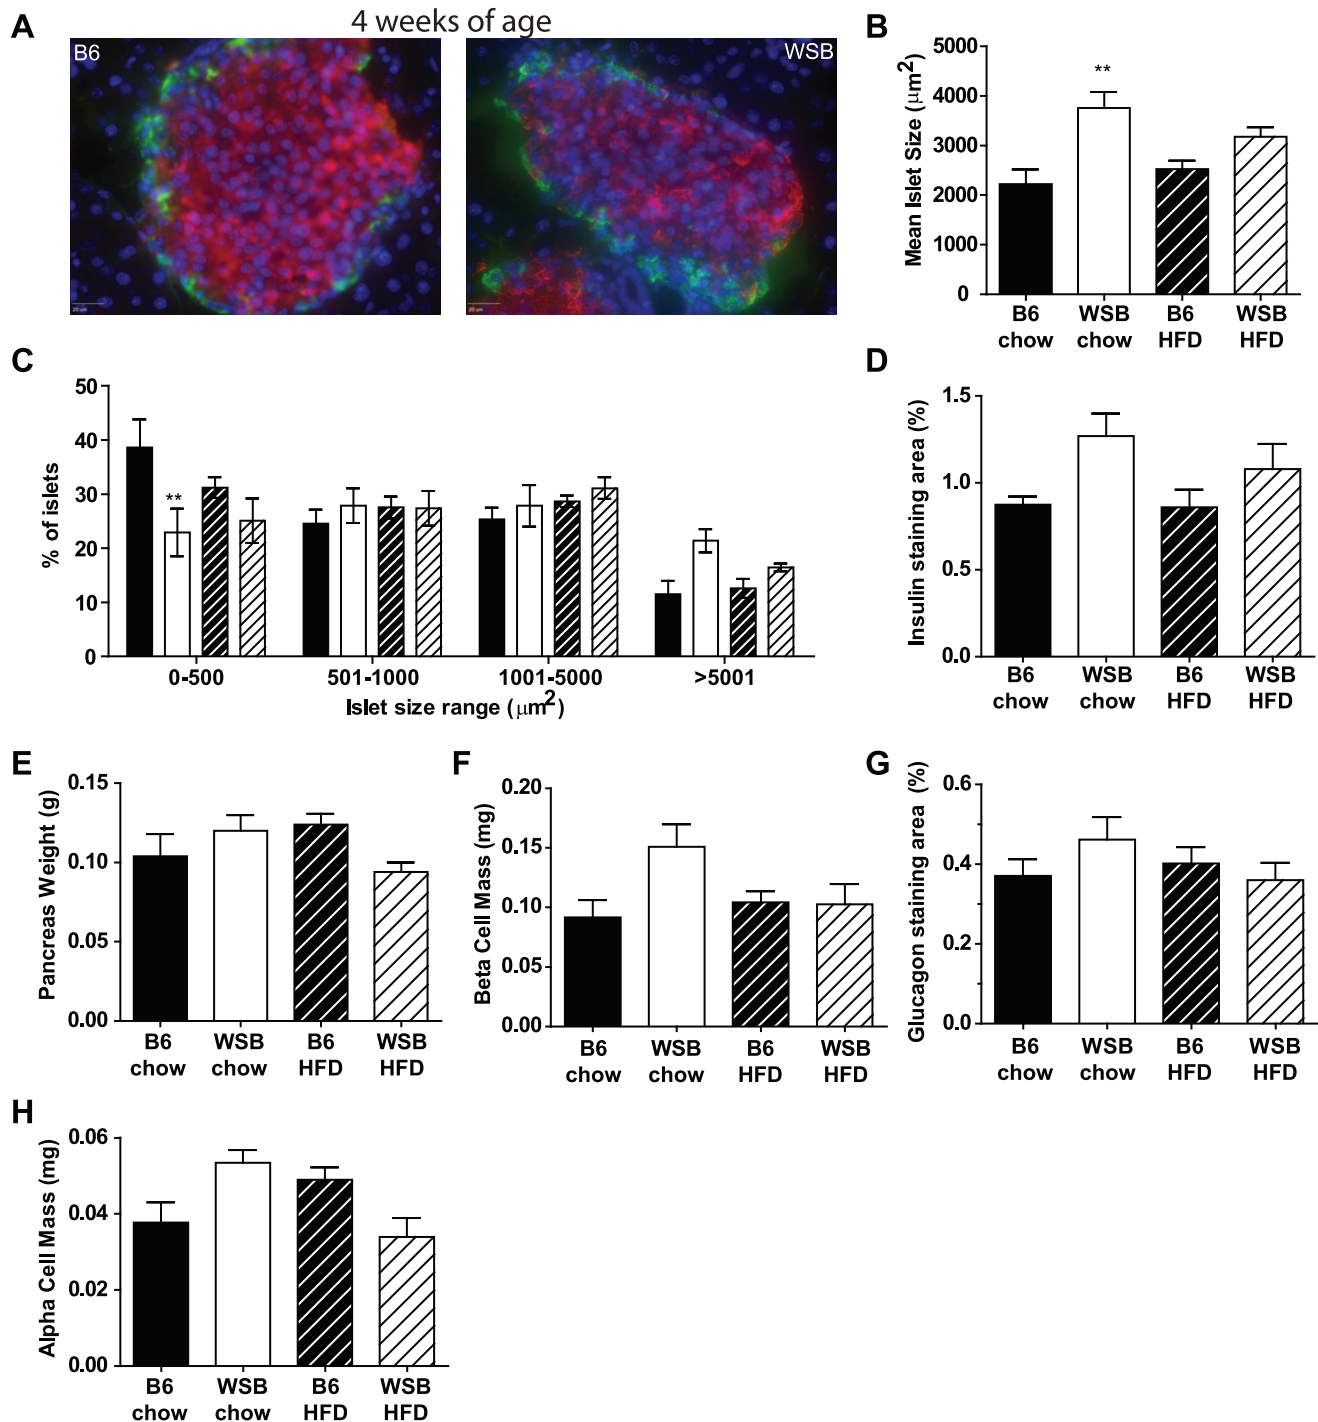 4 weeks of age
A
B6
WSB
20 µm
20 µm
B
Mean Islet Size (µm²)
5000
4000
3000
2000
1000
0
**
B6 chow
WSB chow
B6 HFD
WSB HFD
C
% of islets
50
40
30
20
10
0
**
0-500
501-1000
1001-5000
>5001
Islet size range (µm²)
D
Insulin staining area (%)
1.5
1.0
0.5
0.0
B6 chow
WSB chow
B6 HFD
WSB HFD
E
Pancreas Weight (g)
0.15
0.10
0.05
0.00
B6 chow
WSB chow
B6 HFD
WSB HFD
F
Beta Cell Mass (mg)
0.20
0.15
0.10
0.05
0.00
B6 chow
WSB chow
B6 HFD
WSB HFD
G
Glucagon staining area (%)
0.6
0.4
0.2
0.0
B6 chow
WSB chow
B6 HFD
WSB HFD
H
Alpha Cell Mass (mg)
0.06
0.04
0.02
0.00
B6 chow
WSB chow
B6 HFD
WSB HFD